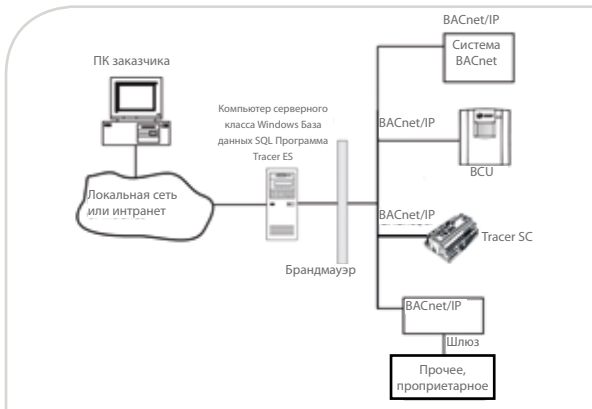 BACnet/IP
Система
BACnet
ПК заказчика
Компьютер серверного
класса Windows База
данных SQL Программа
Tracer ES
BACnet/IP
BCU
Локальная сеть
или интранет
BACnet/IP
Tracer SC
Брандмауэр
BACnet/IP
Шлюз
Прочее,
проприетарное